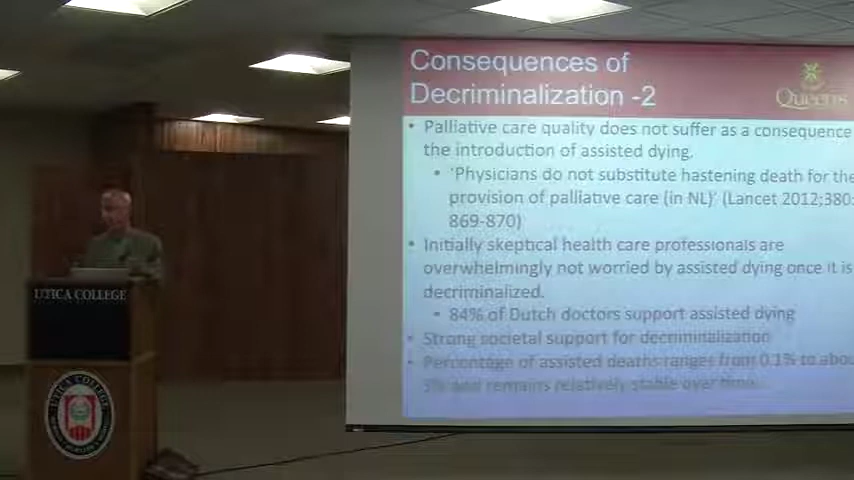 Consequences of
Decriminalization -2
Queen's
• Palliative care quality does not suffer as a consequence
the introduction of assisted dying.
• 'Physicians do not substitute hastening death for the
provision of palliative care (in NL)' (Lancet 2012;380:
869-870)
• Initially skeptical health care professionals are
overwhelmingly not worried by assisted dying once it is
decriminalized.
• 84% of Dutch doctors support assisted dying
• Strong societal support for decriminalization
• Percentage of assisted deaths ranges from 0.1% to abou
3% and remains relatively stable over time.
UTICA COLLEGE
UTICA COLLEGE